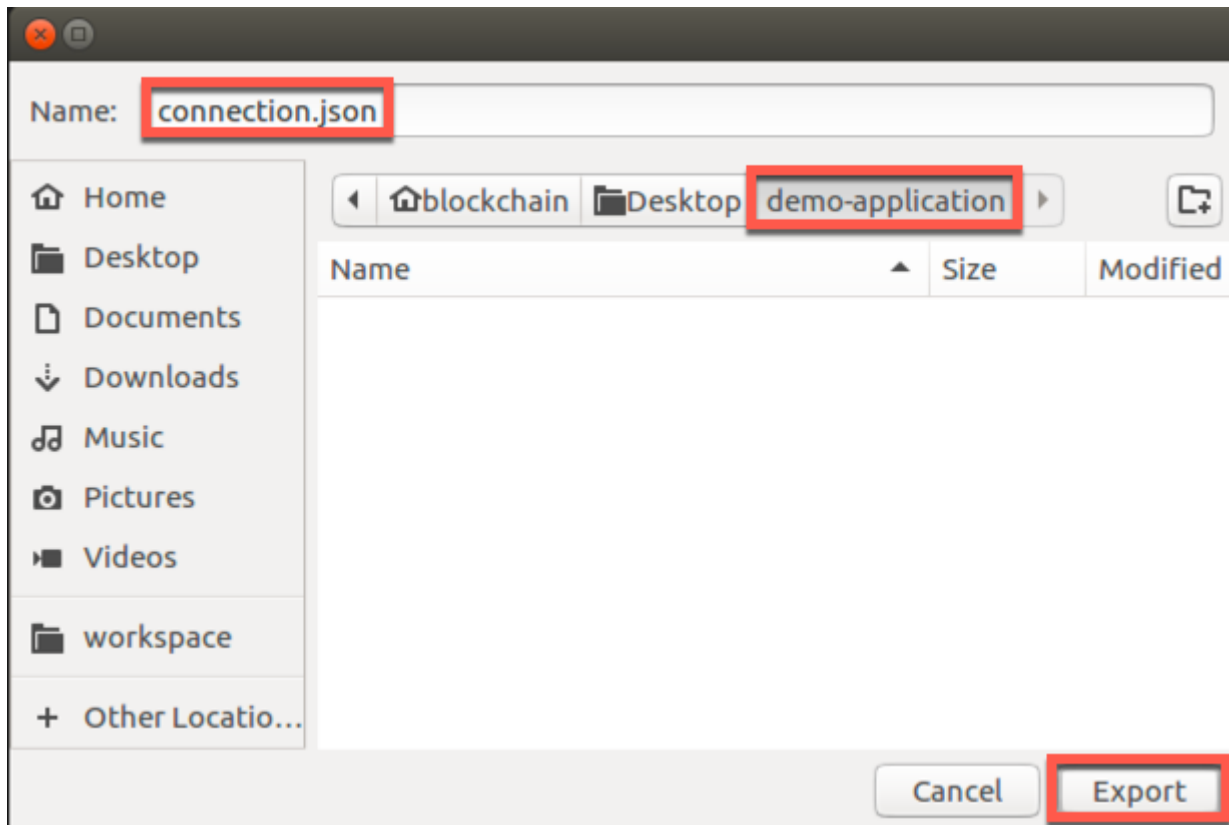 Name: connection.json
Home
blockchain Desktop demo-application
Desktop
Name Size Modified
Documents
Downloads
Music
Pictures
Videos
workspace
+ Other Locatio...
Cancel Export